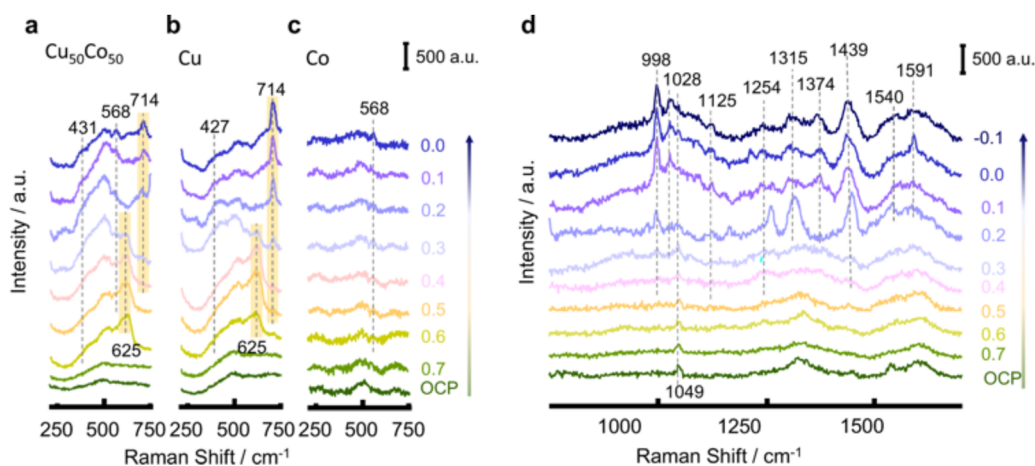 a
b
c
d
Cu50Co50
Cu
Co
500 a.u.
500 a.u.
431
568
714
625
427
714
625
568
998
1028
1125
1254
1315
1374
1439
1540
1591
1049
0.0
0.1
0.2
0.3
0.4
0.5
0.6
0.7
OCP
-0.1
0.0
0.1
0.2
0.3
0.4
0.5
0.6
0.7
OCP
Intensity / a.u.
Intensity / a.u.
250 500 750
250 500 750
250 500 750
1000 1250 1500
Raman Shift / cm-1
Raman Shift / cm-1